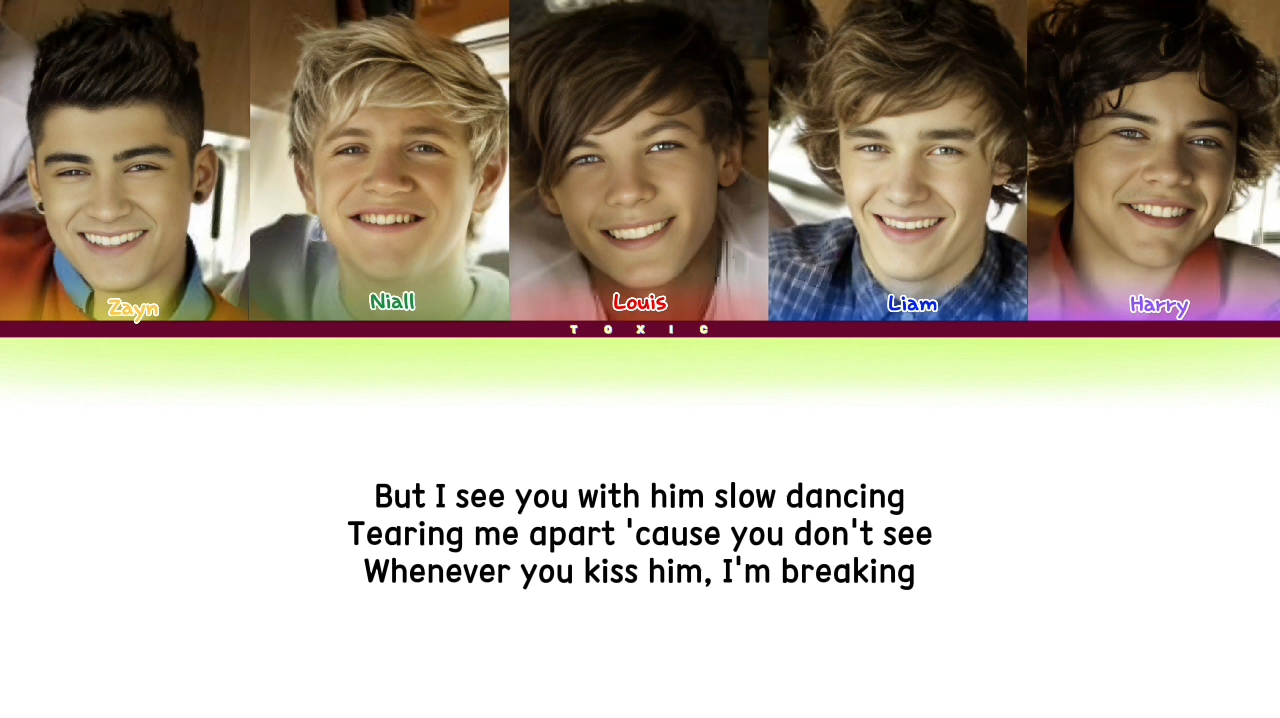 Zayn
Niall
Louis
Liam
Harry
TOXIC
But I see you with him slow dancing
Tearing me apart 'cause you don't see
Whenever you kiss him, I'm breaking